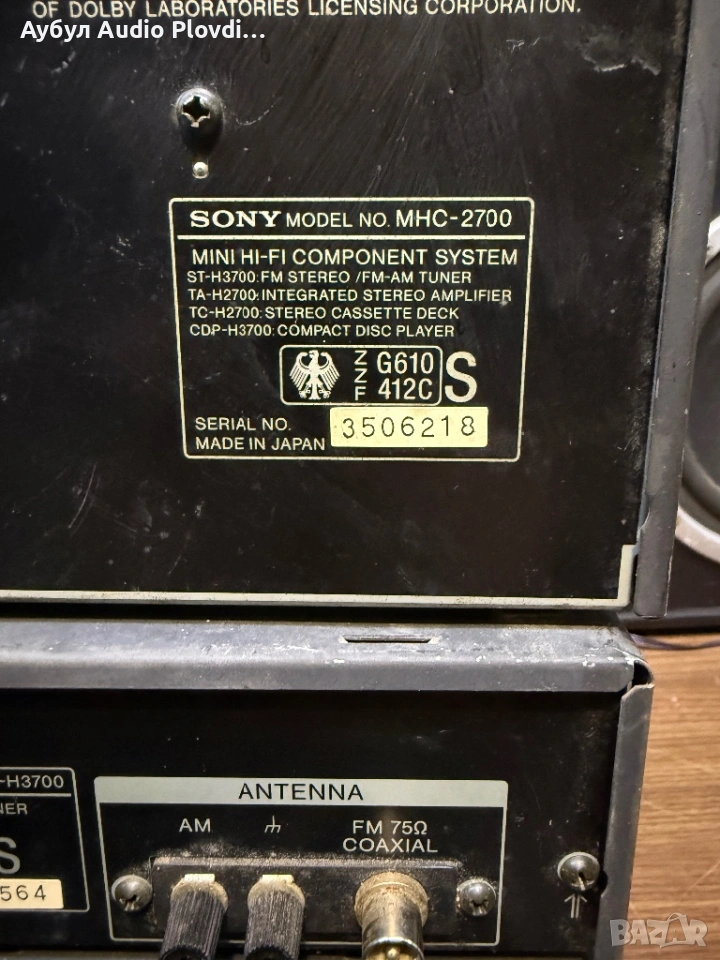 OF DOLBY LABORATORIES LICENSING CORPORATION.
Аубул Audio Plovdi...
SONY MODEL NO. MHC-2700
MINI HI-FI COMPONENT SYSTEM
ST-H3700:FM STEREO /FM-AM TUNER
TA-H2700:INTEGRATED STEREO AMPLIFIER
TC-H2700:STEREO CASSETTE DECK
CDP-H3700:COMPACT DISC PLAYER
ZZF G610 412C S
SERIAL NO. 3506218
MADE IN JAPAN
-H3700
NER
S
564
ANTENNA
AM
FM 75Ω
COAXIAL
BAZAR